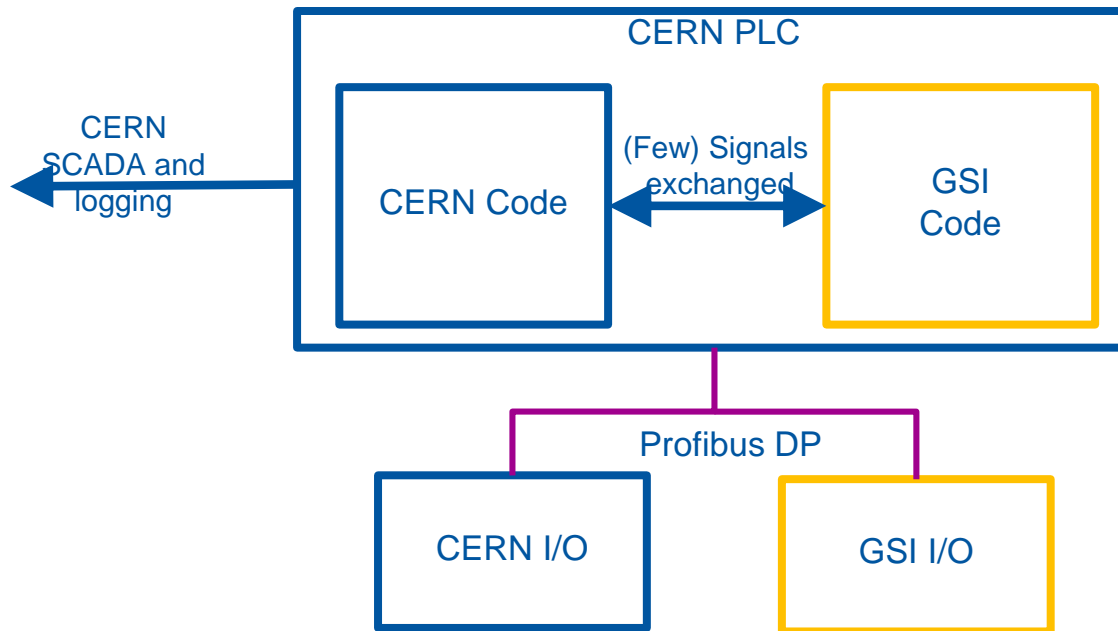 CERN PLC
CERN
SCADA and
logging
CERN Code
(Few) Signals
exchanged
GSI
Code
Profibus DP
CERN I/O
GSI I/O